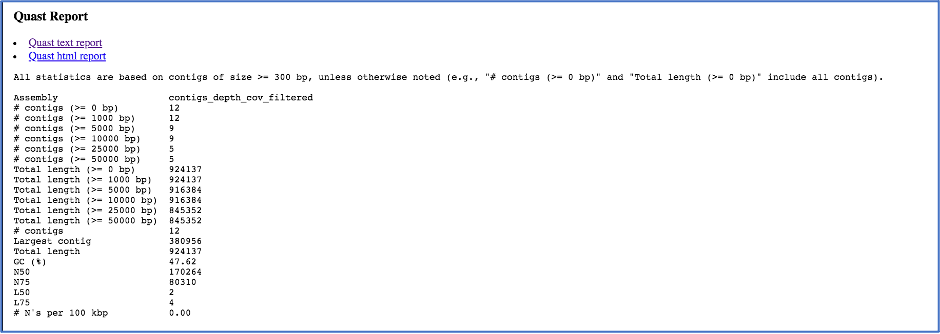 Quast Report
• Quast text report
• Quast html report
All statistics are based on contigs of size >= 300 bp, unless otherwise noted (e.g., "# contigs (>= 0 bp)" and "Total length (>= 0 bp)" include all contigs).
Assembly contigs_depth_cov_filtered
# contigs (>= 0 bp) 12
# contigs (>= 1000 bp) 12
# contigs (>= 5000 bp) 9
# contigs (>= 10000 bp) 9
# contigs (>= 25000 bp) 5
# contigs (>= 50000 bp) 5
Total length (>= 0 bp) 924137
Total length (>= 1000 bp) 924137
Total length (>= 5000 bp) 916384
Total length (>= 10000 bp) 916384
Total length (>= 25000 bp) 845352
Total length (>= 50000 bp) 845352
# contigs 12
Largest contig 380956
Total length 924137
GC (%) 47.62
N50 170264
N75 80310
L50 2
L75 4
# N's per 100 kbp 0.00